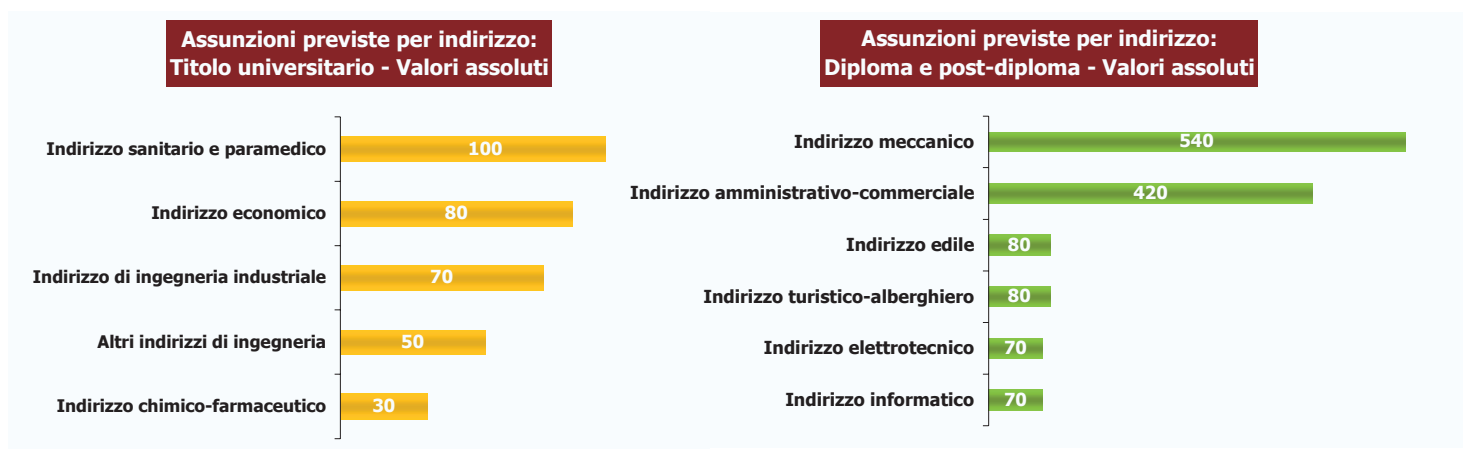 Assunzioni previste per indirizzo:
Titolo universitario - Valori assoluti
Indirizzo sanitario e paramedico 100
Indirizzo economico 80
Indirizzo di ingegneria industriale 70
Altri indirizzi di ingegneria 50
Indirizzo chimico-farmaceutico 30
Assunzioni previste per indirizzo:
Diploma e post-diploma - Valori assoluti
Indirizzo meccanico 540
Indirizzo amministrativo-commerciale 420
Indirizzo edile 80
Indirizzo turistico-alberghiero 80
Indirizzo elettrotecnico 70
Indirizzo informatico 70